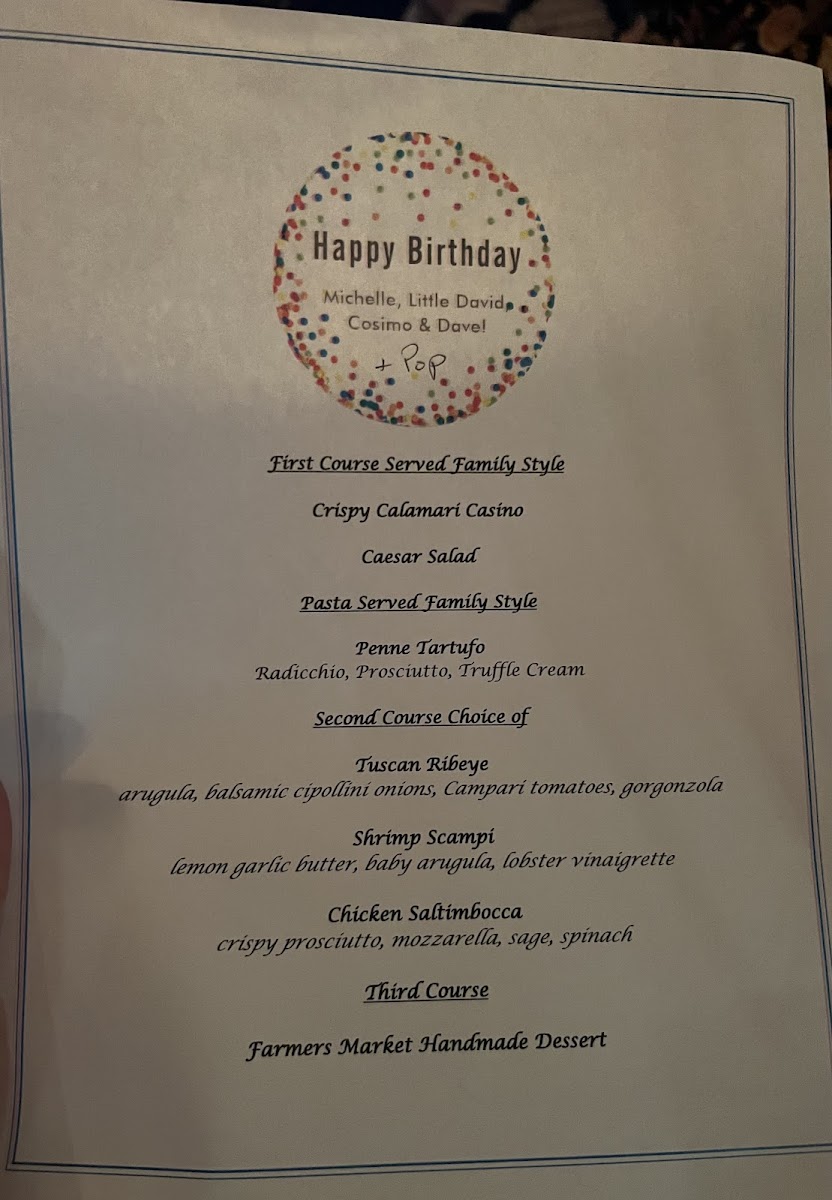 Happy Birthday
Michelle, Little David,
Cosimo & Dave!
+ Pop
First Course Served Family Style
Crispy Calamari Casino
Caesar Salad
Pasta Served Family Style
Penne Tartufo
Radicchio, Prosciutto, Truffle Cream
Second Course Choice of
Tuscan Ribeye
arugula, balsamic cipollini onions, Campari tomatoes, gorgonzola
Shrimp Scampi
lemon garlic butter, baby arugula, lobster vinaigrette
Chicken Saltimbocca
crispy prosciutto, mozzarella, sage, spinach
Third Course
Farmers Market Handmade Dessert